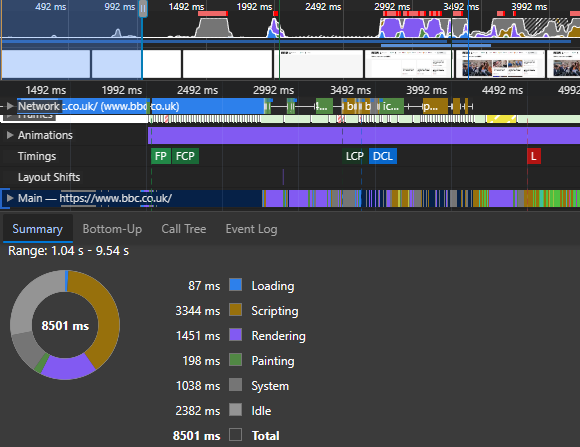 492 ms 992 ms 1492 ms 1992 ms 2492 ms 2992 ms 3492 ms 3992 ms
1492 ms 1992 ms 2492 ms 2992 ms 3492 ms 3992 ms 4492 ms 4992
Network c.co.uk/ (www.bbc.co.uk) f... b b ic... p...
Frames
Animations
Timings FP FCP LCP DCL L
Layout Shifts
Main — https://www.bbc.co.uk/
Summary Bottom-Up Call Tree Event Log
Range: 1.04 s - 9.54 s
8501 ms
87 ms Loading
3344 ms Scripting
1451 ms Rendering
198 ms Painting
1038 ms System
2382 ms Idle
8501 ms Total